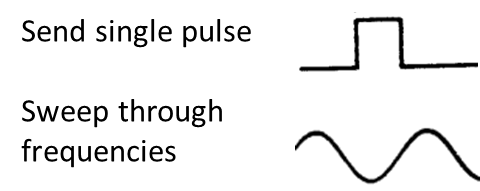 Send single pulse
Sweep through
frequencies